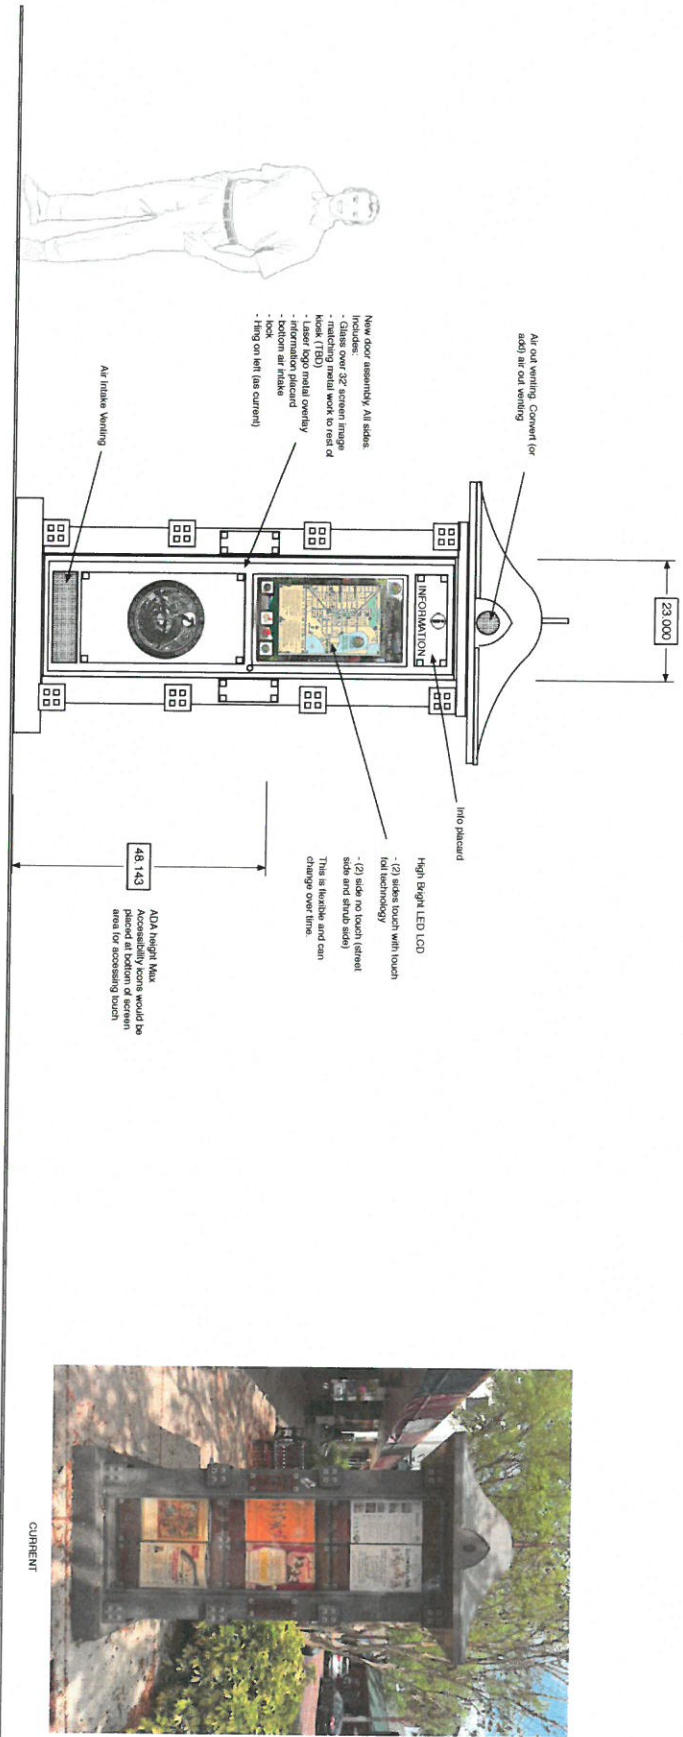 Air out venting. Convert (or
add) air out venting
23.000
New door assembly. All sides.
Includes:
- Glass over 32' screen image
- matching metal work to rest of
kiosk (TBD)
- Laser logo metal overlay
- information placard
- bottom air intake
- lock
- Hing on left (as current)
Air Intake Venting
INFORMATION
Info placard
High Bright LED LCD
- (2) sides touch with touch
foil technology
- (2) side no touch (street
side and shrub side)
This is flexible and can
change over time.
48.143
ADA height Max
Accessibility icons would be
placed at bottom of screen
area for accessing touch
CURRENT